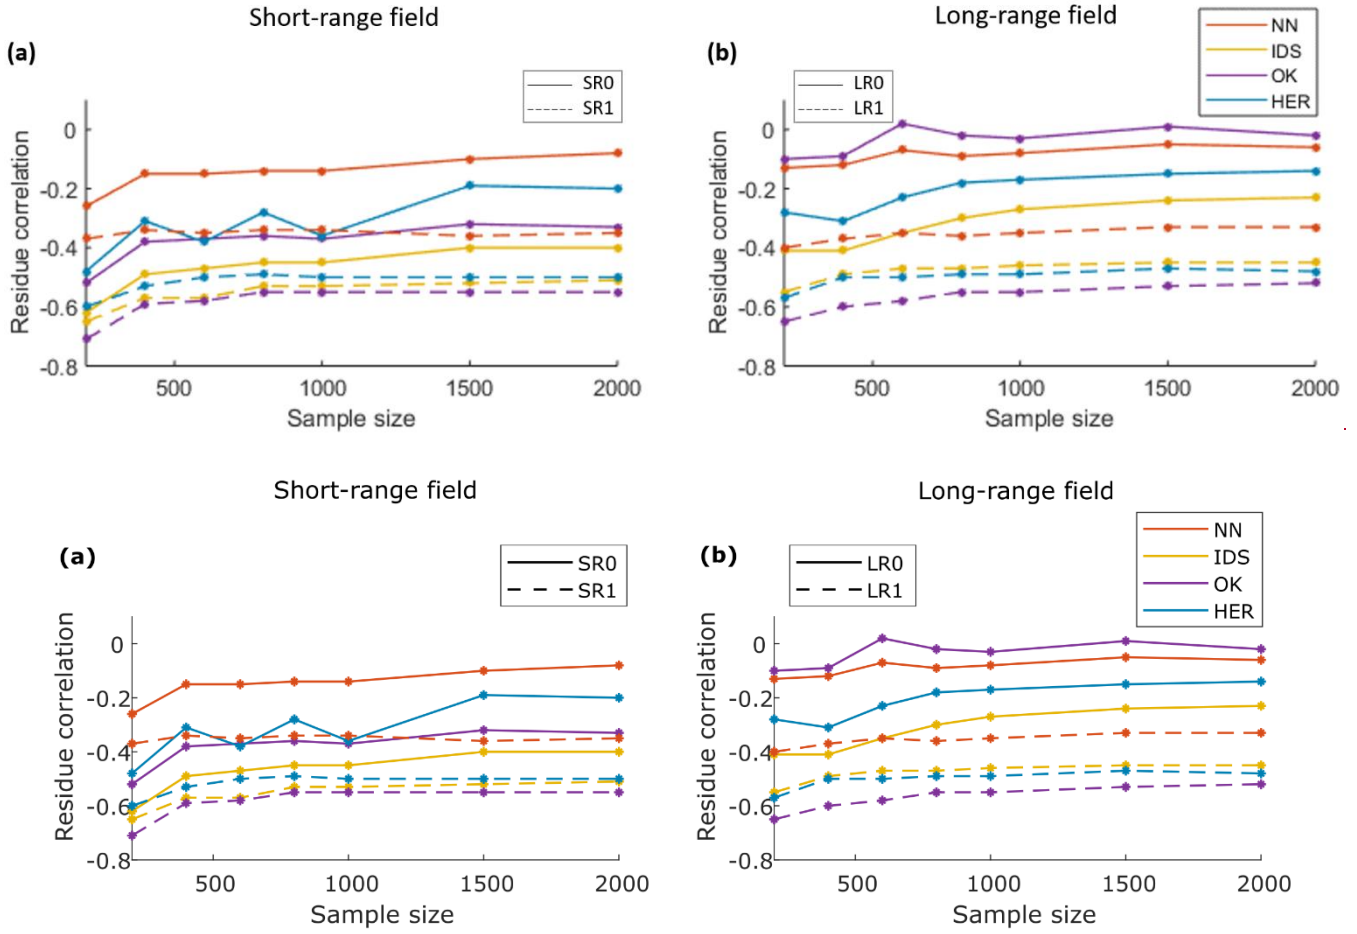 Short-range field
(a)
SR0
SR1
0
-0.2
-0.4
-0.6
-0.8
Residue correlation
500
1000
1500
2000
Sample size
Long-range field
(b)
LR0
LR1
NN
IDS
OK
HER
0
-0.2
-0.4
-0.6
-0.8
Residue correlation
500
1000
1500
2000
Sample size
Short-range field
(a)
SR0
SR1
0
-0.2
-0.4
-0.6
-0.8
Residue correlation
500
1000
1500
2000
Sample size
Long-range field
(b)
LR0
LR1
NN
IDS
OK
HER
0
-0.2
-0.4
-0.6
-0.8
Residue correlation
500
1000
1500
2000
Sample size